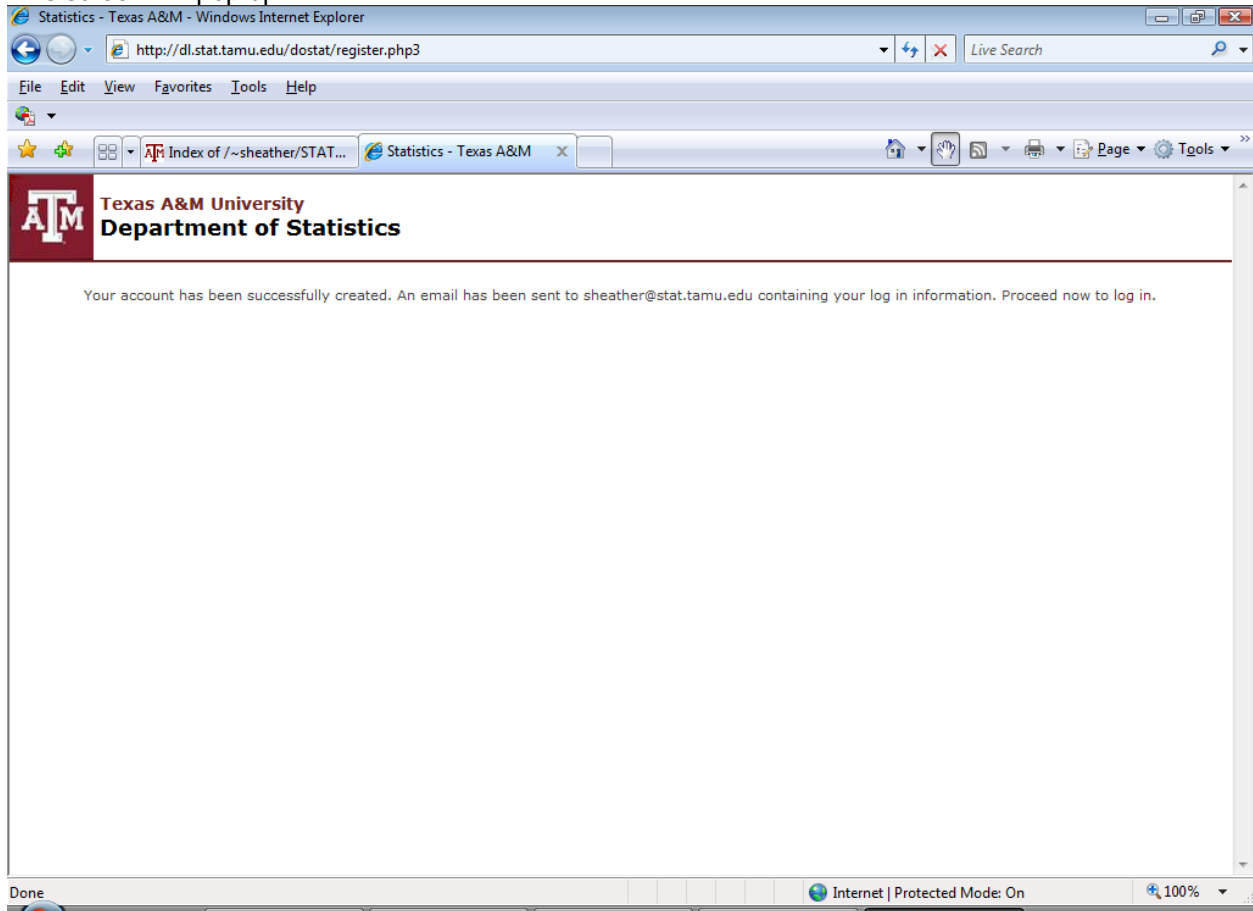 Statistics - Texas A&M - Windows Internet Explorer
http://dl.stat.tamu.edu/dostat/register.php3
Live Search
File Edit View Favorites Tools Help
Index of /~sheather/STAT...
Statistics - Texas A&M
Page
Tools
ĀM
Texas A&M University
Department of Statistics
Your account has been successfully created. An email has been sent to sheather@stat.tamu.edu containing your log in information. Proceed now to log in.
Done
Internet | Protected Mode: On
100%